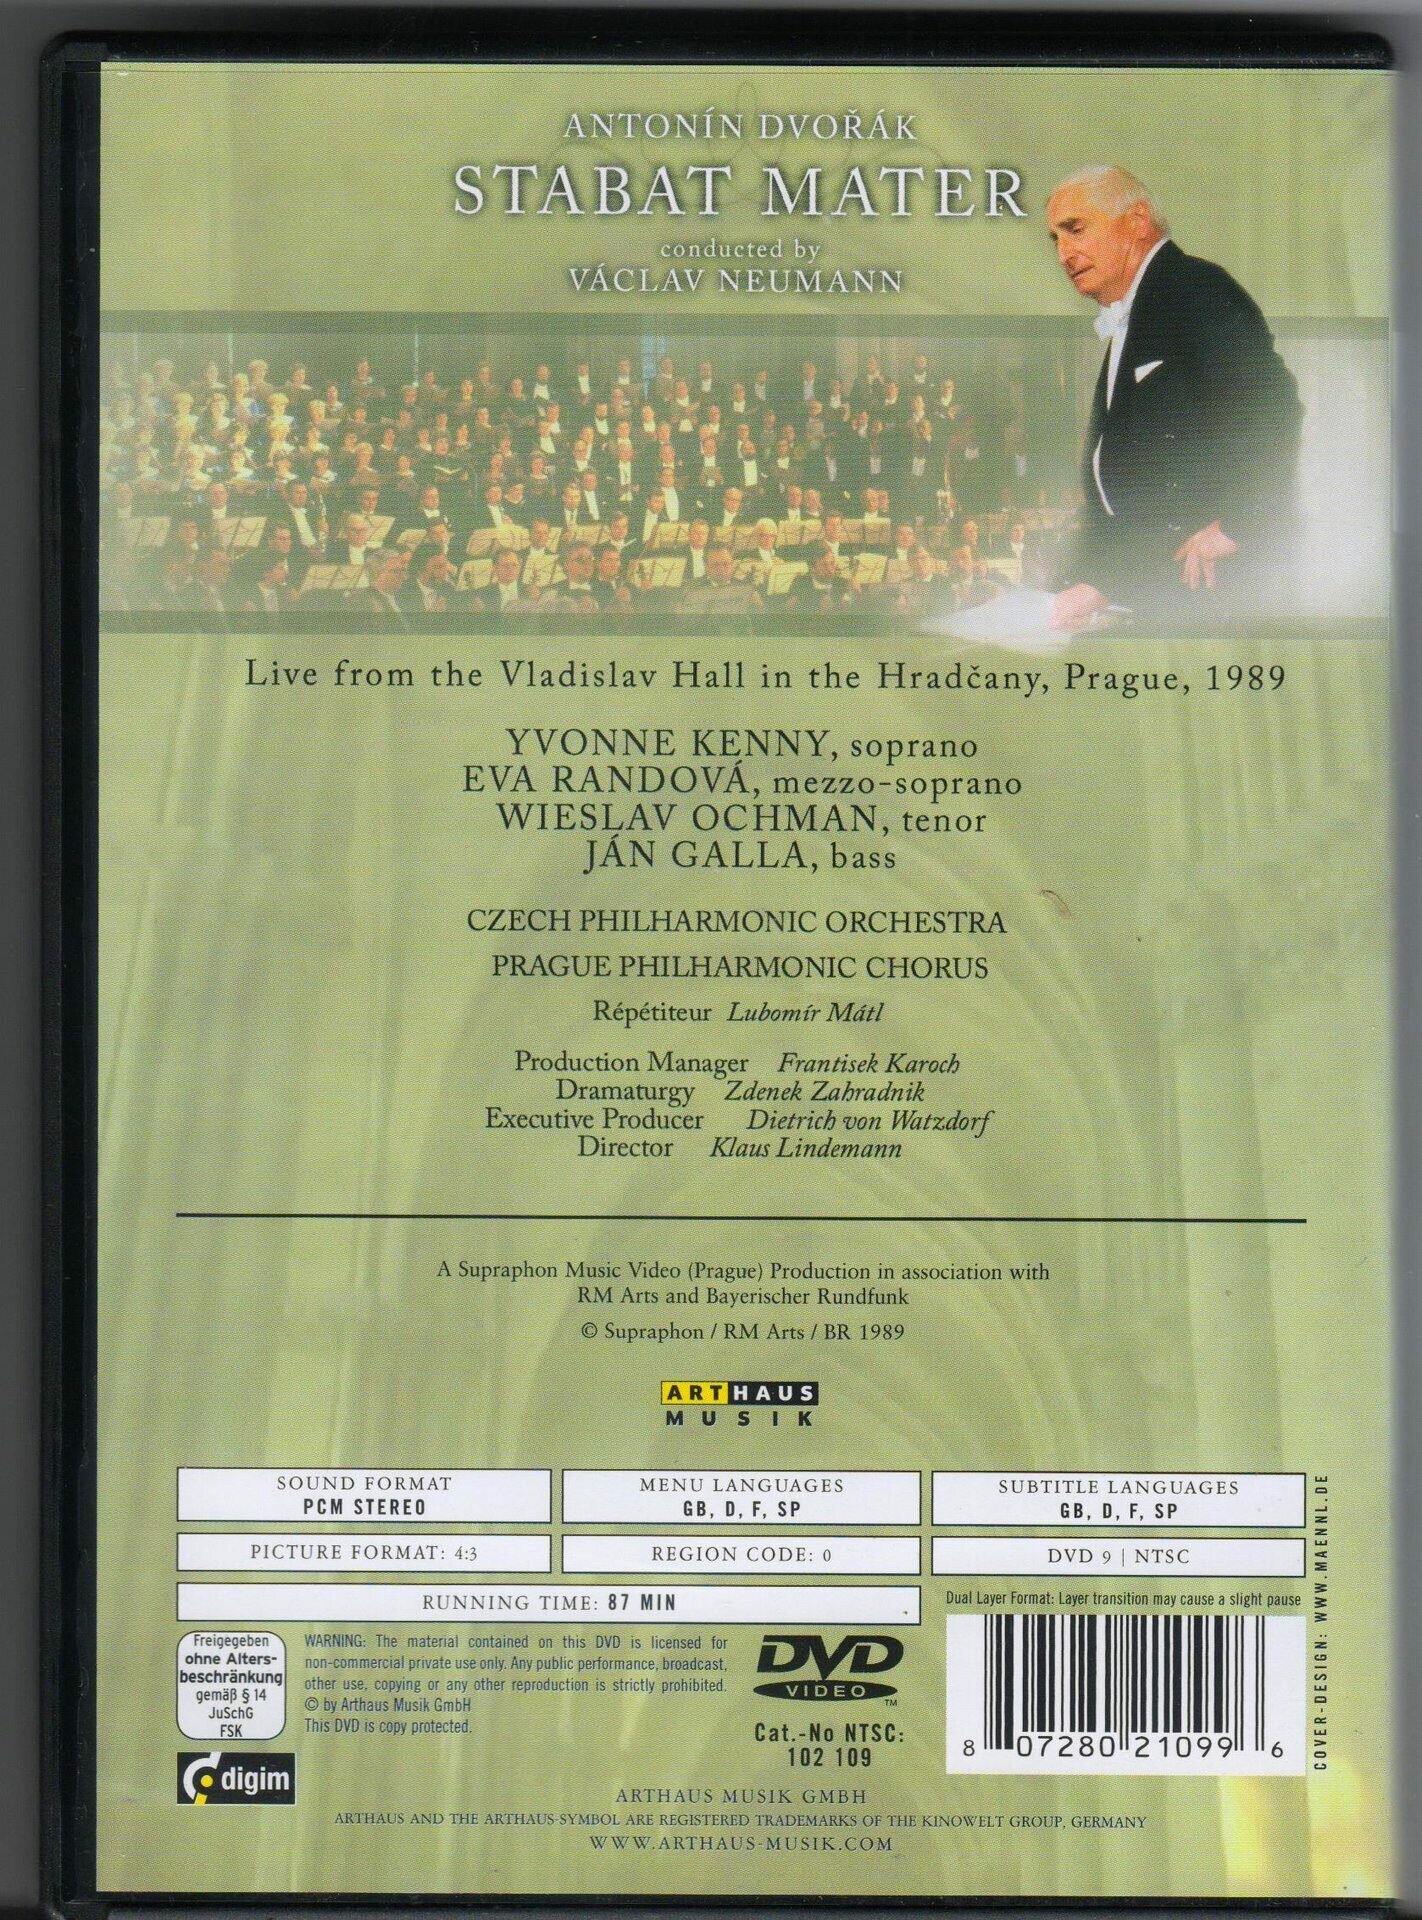 ANTONÍN DVOŘÁK
STABAT MATER
conducted by
VÁCLAV NEUMANN
Live from the Vladislav Hall in the Hradčany, Prague, 1989
YVONNE KENNY, soprano
EVA RANDOVÁ, mezzo-soprano
WIESLAV OCHMAN, tenor
JÁN GALLA, bass
CZECH PHILHARMONIC ORCHESTRA
PRAGUE PHILHARMONIC CHORUS
Répétiteur Lubomír Mátl
Production Manager Frantisek Karoch
Dramaturgy Zdenek Zahradnik
Executive Producer Dietrich von Watzdorf
Director Klaus Lindemann
A Supraphon Music Video (Prague) Production in association with
RM Arts and Bayerischer Rundfunk
© Supraphon / RM Arts / BR 1989
ARTHAUS
MUSIK
SOUND FORMAT
PCM STEREO
MENU LANGUAGES
GB, D, F, SP
SUBTITLE LANGUAGES
GB, D, F, SP
PICTURE FORMAT: 4:3
REGION CODE: 0
DVD 9 | NTSC
RUNNING TIME: 87 MIN
Dual Layer Format: Layer transition may cause a slight pause
Freigegeben
ohne Alters-
beschränkung
gemäß § 14
JuSchG
FSK
WARNING: The material contained on this DVD is licensed for
non-commercial private use only. Any public performance, broadcast,
other use, copying or any other reproduction is strictly prohibited.
© by Arthaus Musik GmbH
This DVD is copy protected.
DVD
VIDEO
TM
Cat.-No NTSC:
102 109
8 07280 21099 6
COVER-DESIGN: WWW.MAENNL.DE
digim
ARTHAUS MUSIK GMBH
ARTHAUS AND THE ARTHAUS-SYMBOL ARE REGISTERED TRADEMARKS OF THE KINOWELT GROUP, GERMANY
WWW.ARTHAUS-MUSIK.COM